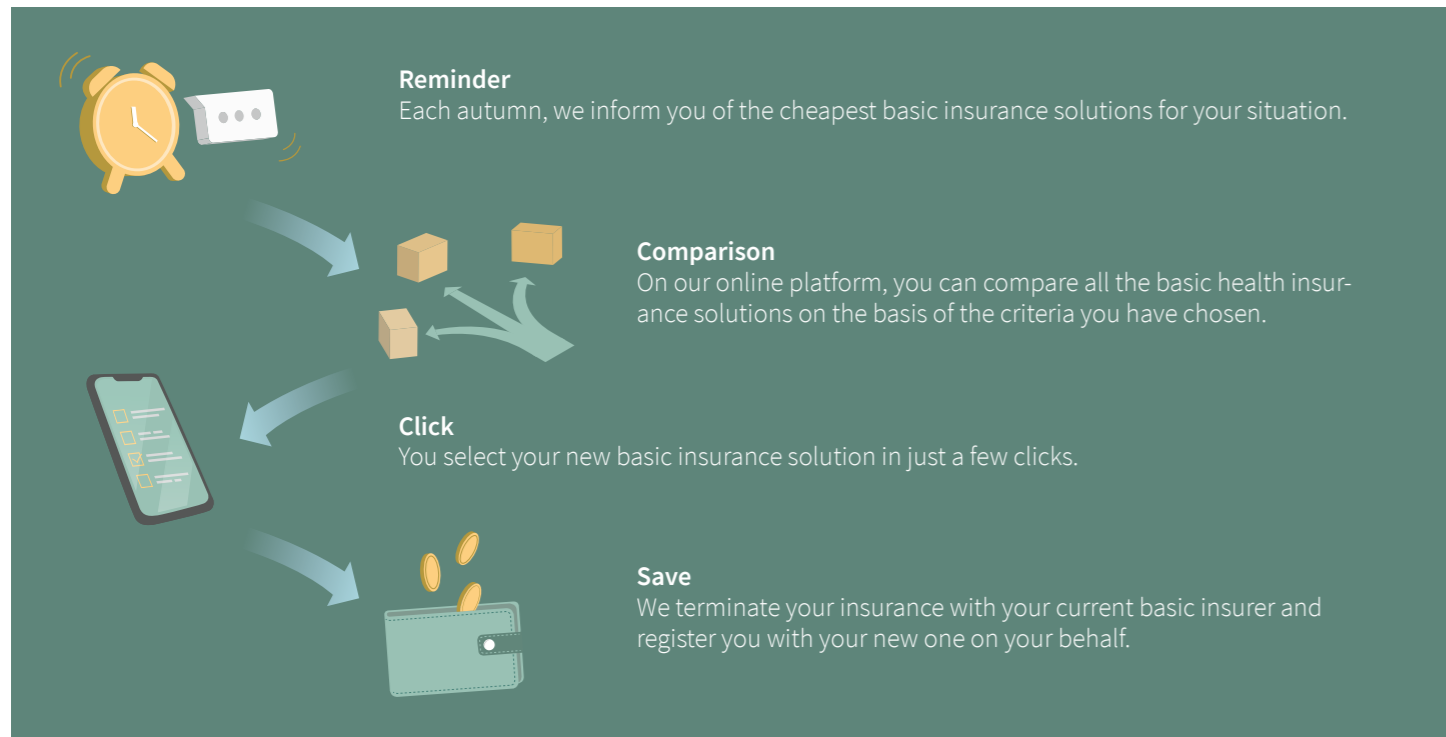 Reminder
Each autumn, we inform you of the cheapest basic insurance solutions for your situation.
Comparison
On our online platform, you can compare all the basic health insur-
ance solutions on the basis of the criteria you have chosen.
Click
You select your new basic insurance solution in just a few clicks.
Save
We terminate your insurance with your current basic insurer and
register you with your new one on your behalf.